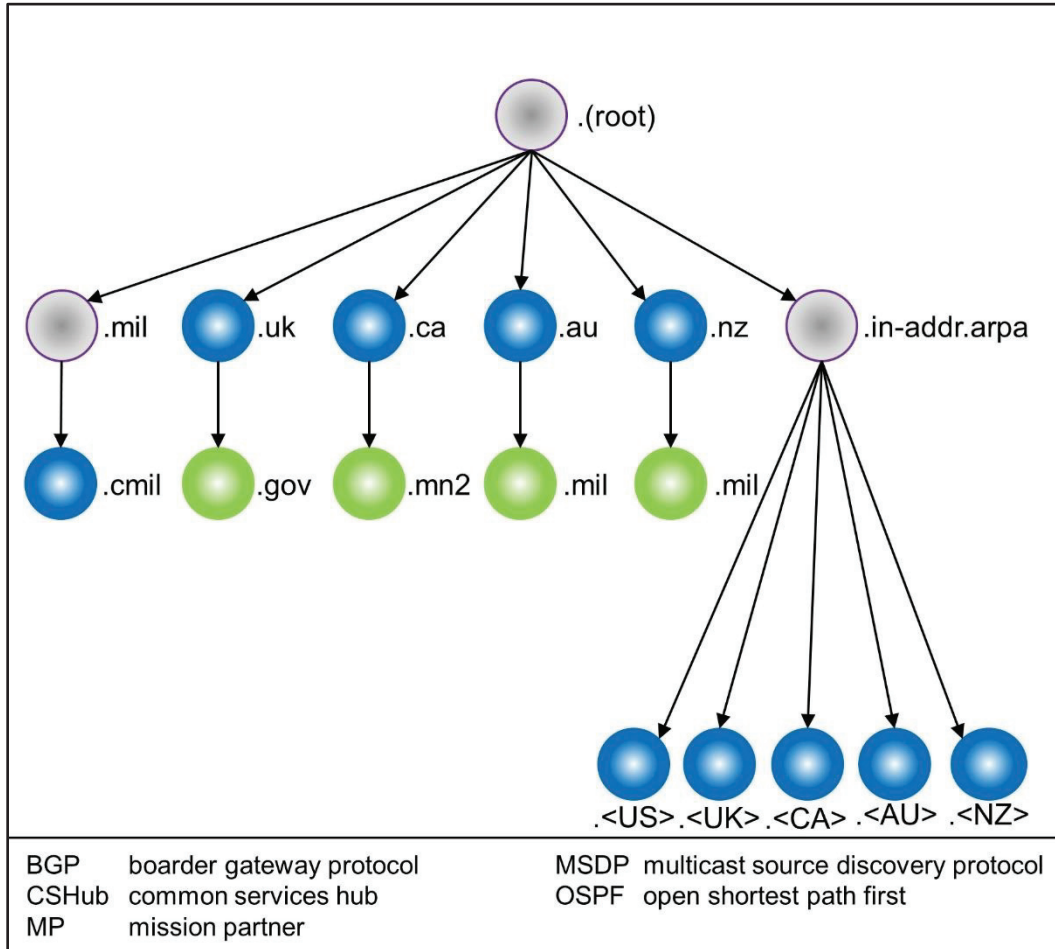 .(root)
.mil .uk .ca .au .nz .in-addr.arpa
.cmil .gov .mn2 .mil .mil
.<US> .<UK> .<CA> .<AU> .<NZ>
BGP boarder gateway protocol
CSHub common services hub
MP mission partner
MSDP multicast source discovery protocol
OSPF open shortest path first